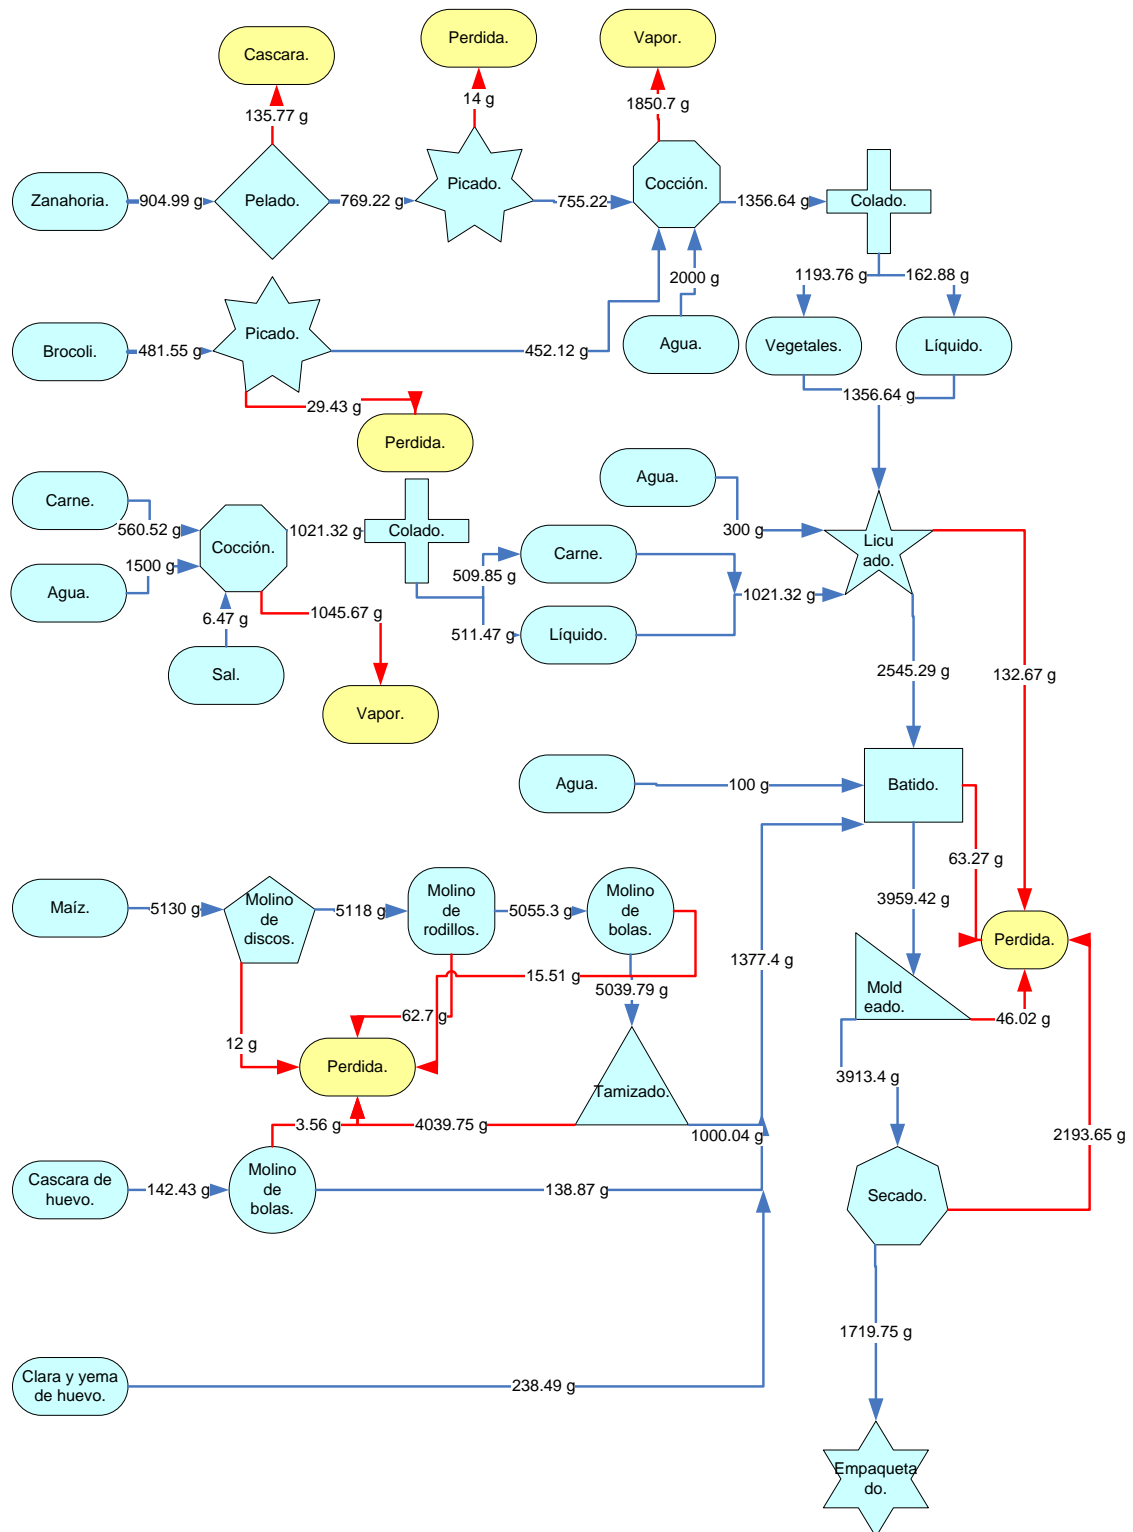 Cascara.
Perdida.
Vapor.
135.77 g
14 g
1850.7 g
Zanahoria.
904.99 g
Pelado.
769.22 g
Picado.
755.22
Cocción.
1356.64 g
Colado.
2000 g
1193.76 g
162.88 g
Brocoli.
481.55 g
Picado.
452.12 g
Agua.
Vegetales.
Líquido.
1356.64 g
29.43 g
Perdida.
Carne.
560.52 g
Agua.
1500 g
Cocción.
1021.32 g
Colado.
6.47 g
Sal.
1045.67 g
Vapor.
509.85 g
511.47 g
Carne.
Líquido.
Agua.
300 g
1021.32 g
Licu
ado.
2545.29 g
132.67 g
Agua.
100 g
Batido.
63.27 g
3959.42 g
Perdida.
Maíz.
5130 g
Molino
de
discos.
5118 g
Molino
de
rodillos.
5055.3 g
Molino
de
bolas.
15.51 g
5039.79 g
1377.4 g
62.7 g
12 g
Perdida.
Tamizado.
Mold
eado.
46.02 g
3913.4 g
3.56 g
4039.75 g
1000.04 g
2193.65 g
Cascara de
huevo.
142.43 g
Molino
de
bolas.
138.87 g
Secado.
1719.75 g
Clara y yema
de huevo.
238.49 g
Empaqueta
do.